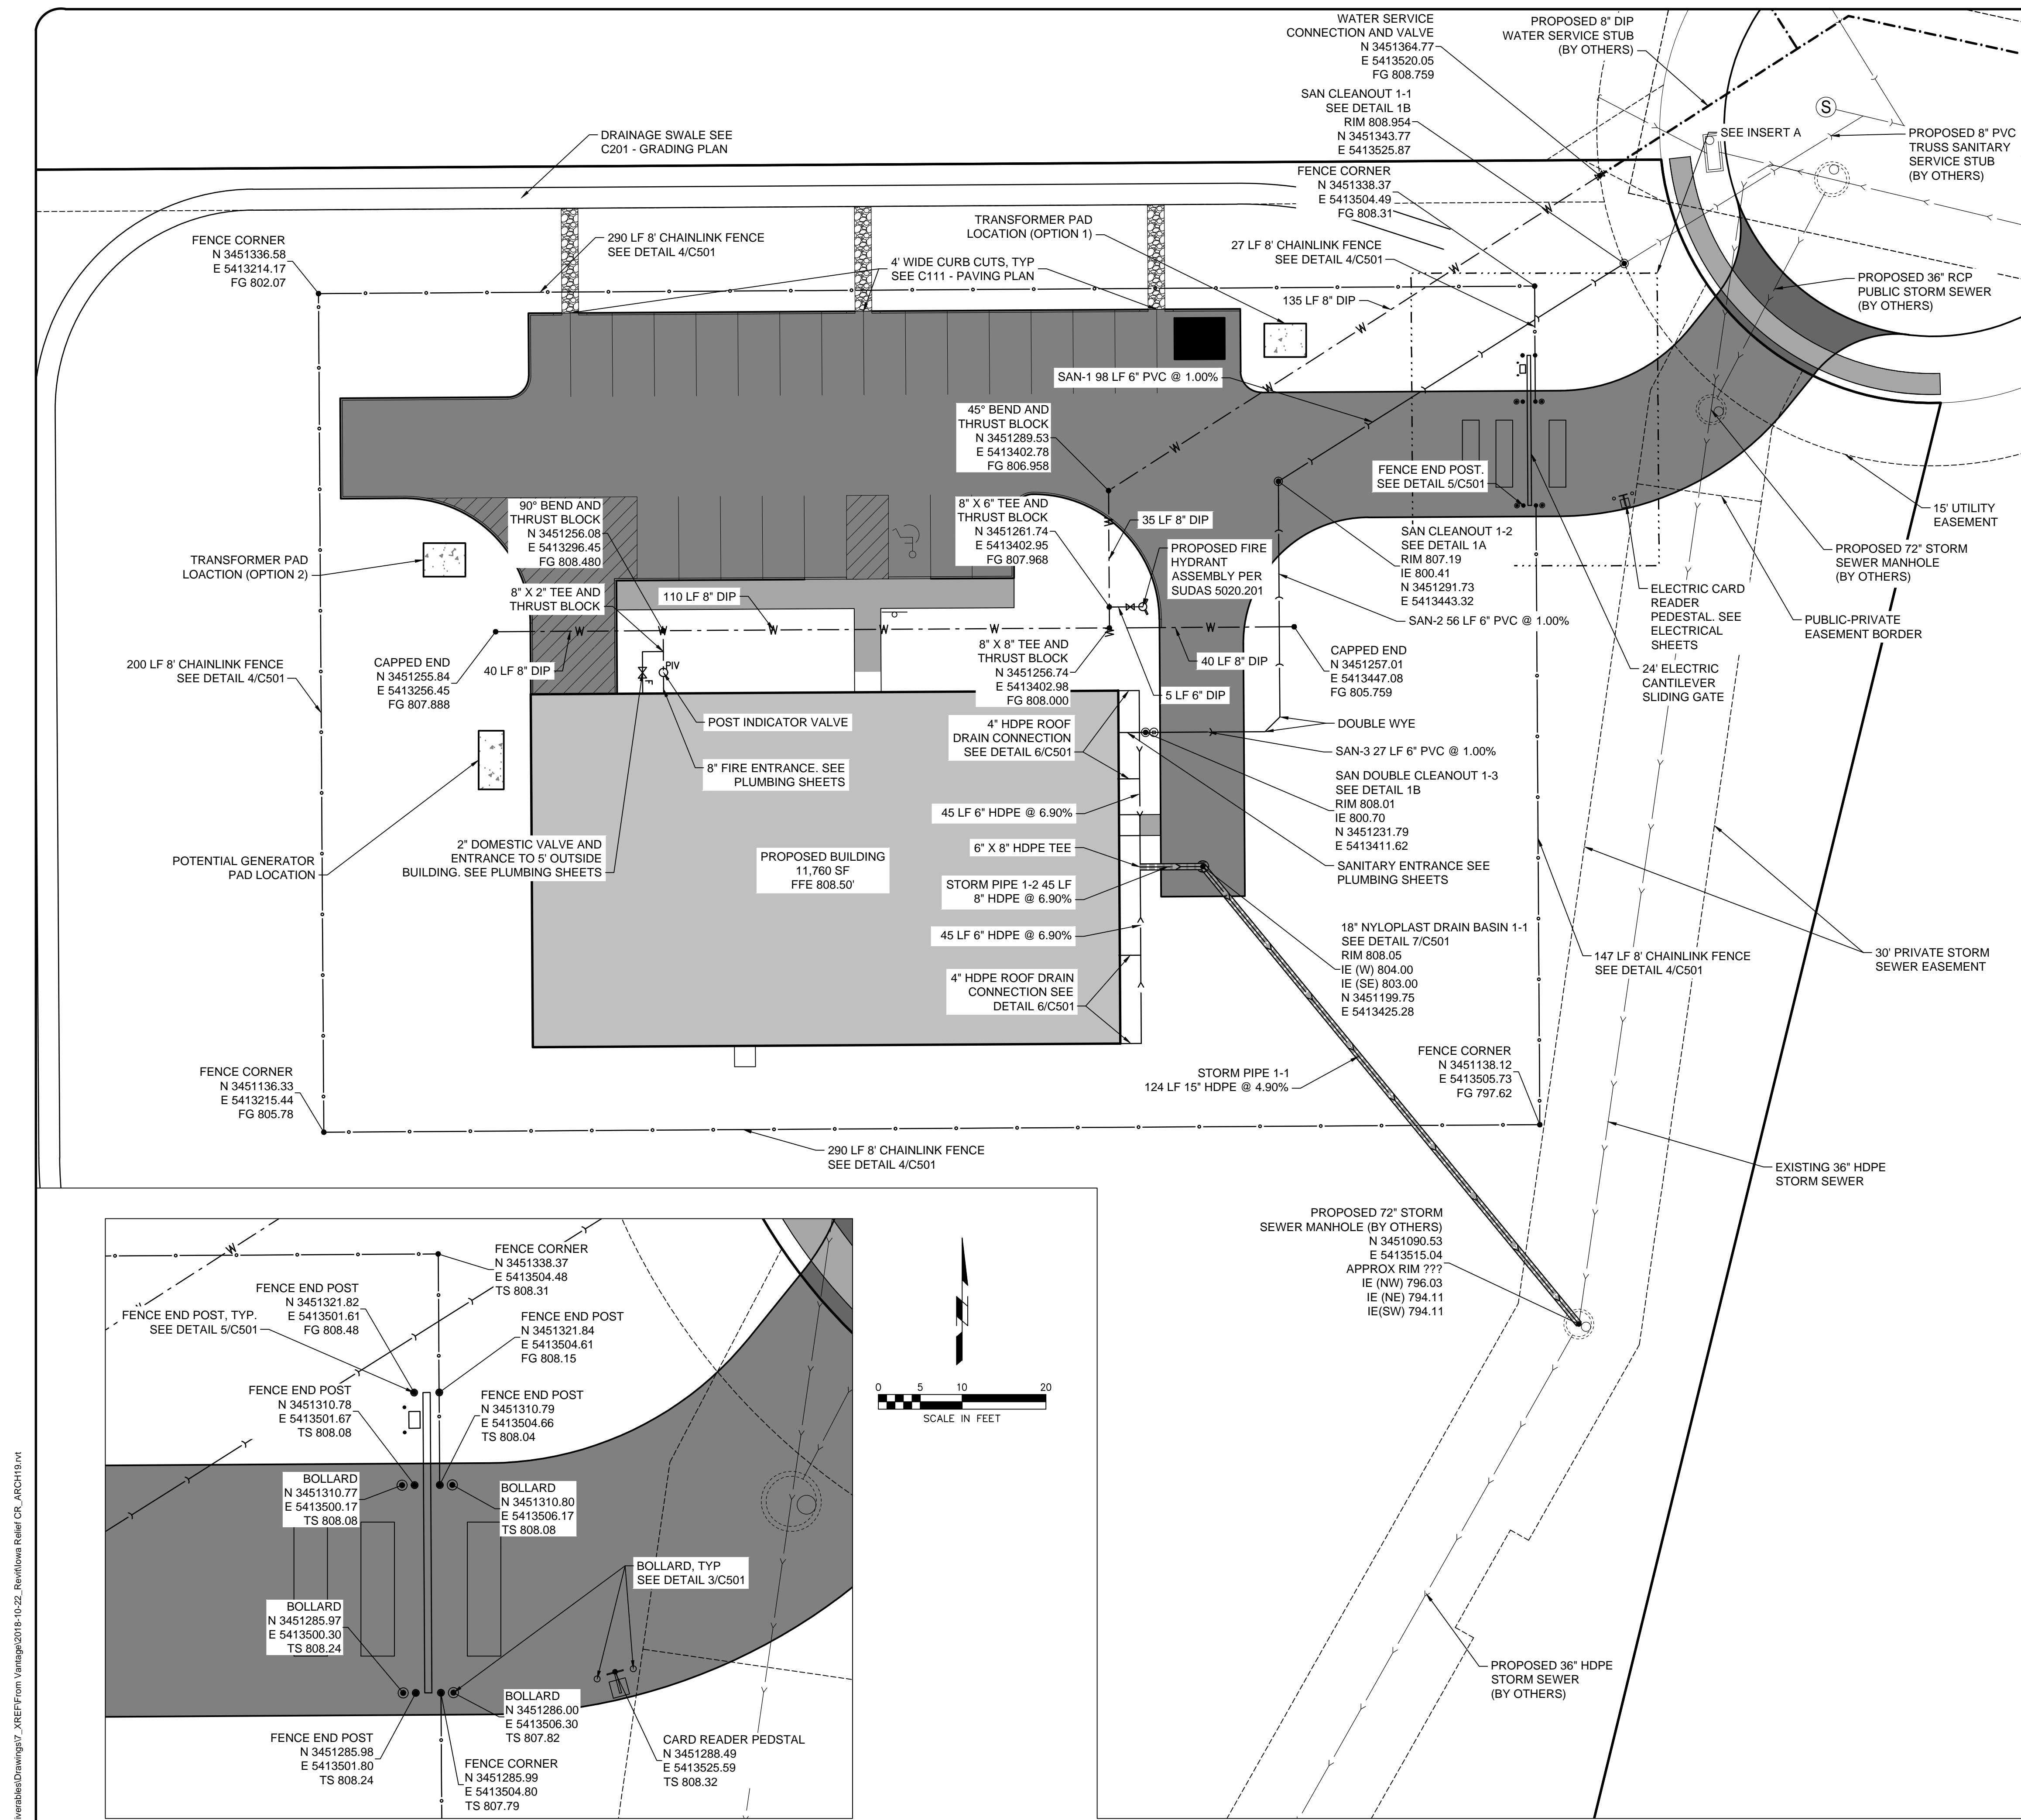 WATER SERVICE
CONNECTION AND VALVE
N 3451364.77
E 5413520.05
FG 808.759
PROPOSED 8" DIP
WATER SERVICE STUB
(BY OTHERS)
SAN CLEANOUT 1-1
SEE DETAIL 1B
RIM 808.954
N 3451343.77
E 5413525.87
S
SEE INSERT A
PROPOSED 8" PVC
TRUSS SANITARY
SERVICE STUB
(BY OTHERS)
DRAINAGE SWALE SEE
C201 - GRADING PLAN
FENCE CORNER
N 3451338.37
E 5413504.49
FG 808.31
TRANSFORMER PAD
LOCATION (OPTION 1)
FENCE CORNER
N 3451336.58
E 5413214.17
FG 802.07
290 LF 8' CHAINLINK FENCE
SEE DETAIL 4/C501
4' WIDE CURB CUTS, TYP
SEE C111 - PAVING PLAN
27 LF 8' CHAINLINK FENCE
SEE DETAIL 4/C501
135 LF 8" DIP
PROPOSED 36" RCP
PUBLIC STORM SEWER
(BY OTHERS)
SAN-1 98 LF 6" PVC @ 1.00%
45° BEND AND
THRUST BLOCK
N 3451289.53
E 5413402.78
FG 806.958
FENCE END POST.
SEE DETAIL 5/C501
90° BEND AND
THRUST BLOCK
N 3451256.08
E 5413296.45
FG 808.480
8" X 6" TEE AND
THRUST BLOCK
N 3451261.74
E 5413402.95
FG 807.968
35 LF 8" DIP
PROPOSED FIRE
HYDRANT
ASSEMBLY PER
SUDAS 5020.201
SAN CLEANOUT 1-2
SEE DETAIL 1A
RIM 807.19
IE 800.41
N 3451291.73
E 5413443.32
15' UTILITY
EASEMENT
PROPOSED 72" STORM
SEWER MANHOLE
(BY OTHERS)
TRANSFORMER PAD
LOACTION (OPTION 2)
8" X 2" TEE AND
THRUST BLOCK
110 LF 8" DIP
ELECTRIC CARD
READER
PEDESTAL. SEE
ELECTRICAL
SHEETS
SAN-2 56 LF 6" PVC @ 1.00%
PUBLIC-PRIVATE
EASEMENT BORDER
200 LF 8' CHAINLINK FENCE
SEE DETAIL 4/C501
CAPPED END
N 3451255.84
E 5413256.45
FG 807.888
40 LF 8" DIP
PIV
F
8" X 8" TEE AND
THRUST BLOCK
N 3451256.74
E 5413402.98
FG 808.000
40 LF 8" DIP
5 LF 6" DIP
CAPPED END
N 3451257.01
E 5413447.08
FG 805.759
24' ELECTRIC
CANTILEVER
SLIDING GATE
POST INDICATOR VALVE
DOUBLE WYE
4" HDPE ROOF
DRAIN CONNECTION
SEE DETAIL 6/C501
SAN-3 27 LF 6" PVC @ 1.00%
8" FIRE ENTRANCE. SEE
PLUMBING SHEETS
SAN DOUBLE CLEANOUT 1-3
SEE DETAIL 1B
RIM 808.01
IE 800.70
N 3451231.79
E 5413411.62
45 LF 6" HDPE @ 6.90%
2" DOMESTIC VALVE AND
ENTRANCE TO 5' OUTSIDE
BUILDING. SEE PLUMBING SHEETS
6" X 8" HDPE TEE
POTENTIAL GENERATOR
PAD LOCATION
PROPOSED BUILDING
11,760 SF
FFE 808.50'
SANITARY ENTRANCE SEE
PLUMBING SHEETS
STORM PIPE 1-2 45 LF
8" HDPE @ 6.90%
45 LF 6" HDPE @ 6.90%
18" NYLOPLAST DRAIN BASIN 1-1
SEE DETAIL 7/C501
RIM 808.05
IE (W) 804.00
IE (SE) 803.00
N 3451199.75
E 5413425.28
147 LF 8' CHAINLINK FENCE
SEE DETAIL 4/C501
30' PRIVATE STORM
SEWER EASEMENT
4" HDPE ROOF DRAIN
CONNECTION SEE
DETAIL 6/C501
FENCE CORNER
N 3451136.33
E 5413215.44
FG 805.78
STORM PIPE 1-1
124 LF 15" HDPE @ 4.90%
FENCE CORNER
N 3451138.12
E 5413505.73
FG 797.62
290 LF 8' CHAINLINK FENCE
SEE DETAIL 4/C501
EXISTING 36" HDPE
STORM SEWER
PROPOSED 72" STORM
SEWER MANHOLE (BY OTHERS)
N 3451090.53
E 5413515.04
APPROX RIM ???
IE (NW) 796.03
IE (NE) 794.11
IE(SW) 794.11
PROPOSED 36" HDPE
STORM SEWER
(BY OTHERS)
FENCE CORNER
N 3451338.37
E 5413504.48
TS 808.31
FENCE END POST
N 3451321.82
E 5413501.61
FG 808.48
FENCE END POST, TYP.
SEE DETAIL 5/C501
FENCE END POST
N 3451321.84
E 5413504.61
FG 808.15
FENCE END POST
N 3451310.78
E 5413501.67
TS 808.08
FENCE END POST
N 3451310.79
E 5413504.66
TS 808.04
BOLLARD
N 3451310.77
E 5413500.17
TS 808.08
BOLLARD
N 3451310.80
E 5413506.17
TS 808.08
BOLLARD, TYP
SEE DETAIL 3/C501
BOLLARD
N 3451285.97
E 5413500.30
TS 808.24
BOLLARD
N 3451286.00
E 5413506.30
TS 807.82
FENCE END POST
N 3451285.98
E 5413501.80
TS 808.24
FENCE CORNER
N 3451285.99
E 5413504.80
TS 807.79
CARD READER PEDSTAL
N 3451288.49
E 5413525.59
TS 808.32
N
0 5 10 20
SCALE IN FEET
iverables\Drawings\7_XREF\From Vantage\2018-10-22_Revit\Iowa Relief CR_ARCH19.rvt
W
W
W
W
W
W
W
W
W
W
W
W
W
W